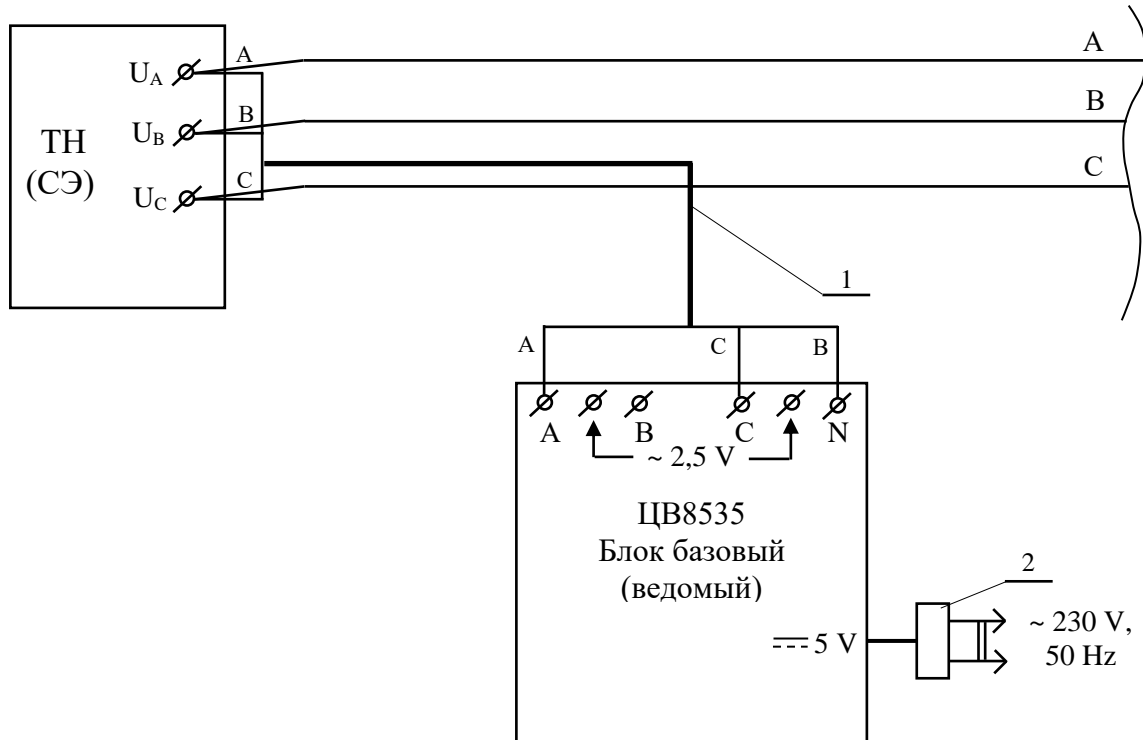 A
A
UA
B
B
UB
ТН
(СЭ)
C
C
UC
1
A
C
B
A
B
C
N
~ 2,5 V
ЦВ8535
Блок базовый
(ведомый)
2
~ 230 V,
50 Hz
5 V